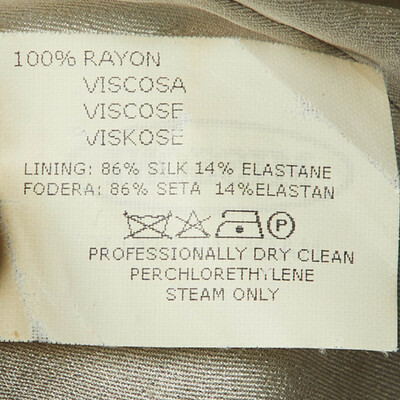 100% RAYON
VISCOSA
VISCOSE
VISKOSE
LINING: 86% SILK 14% ELASTANE
FODERA: 86% SETA 14%ELASTAN
P
PROFESSIONALLY DRY CLEAN
PERCHLORETHYLENE
STEAM ONLY